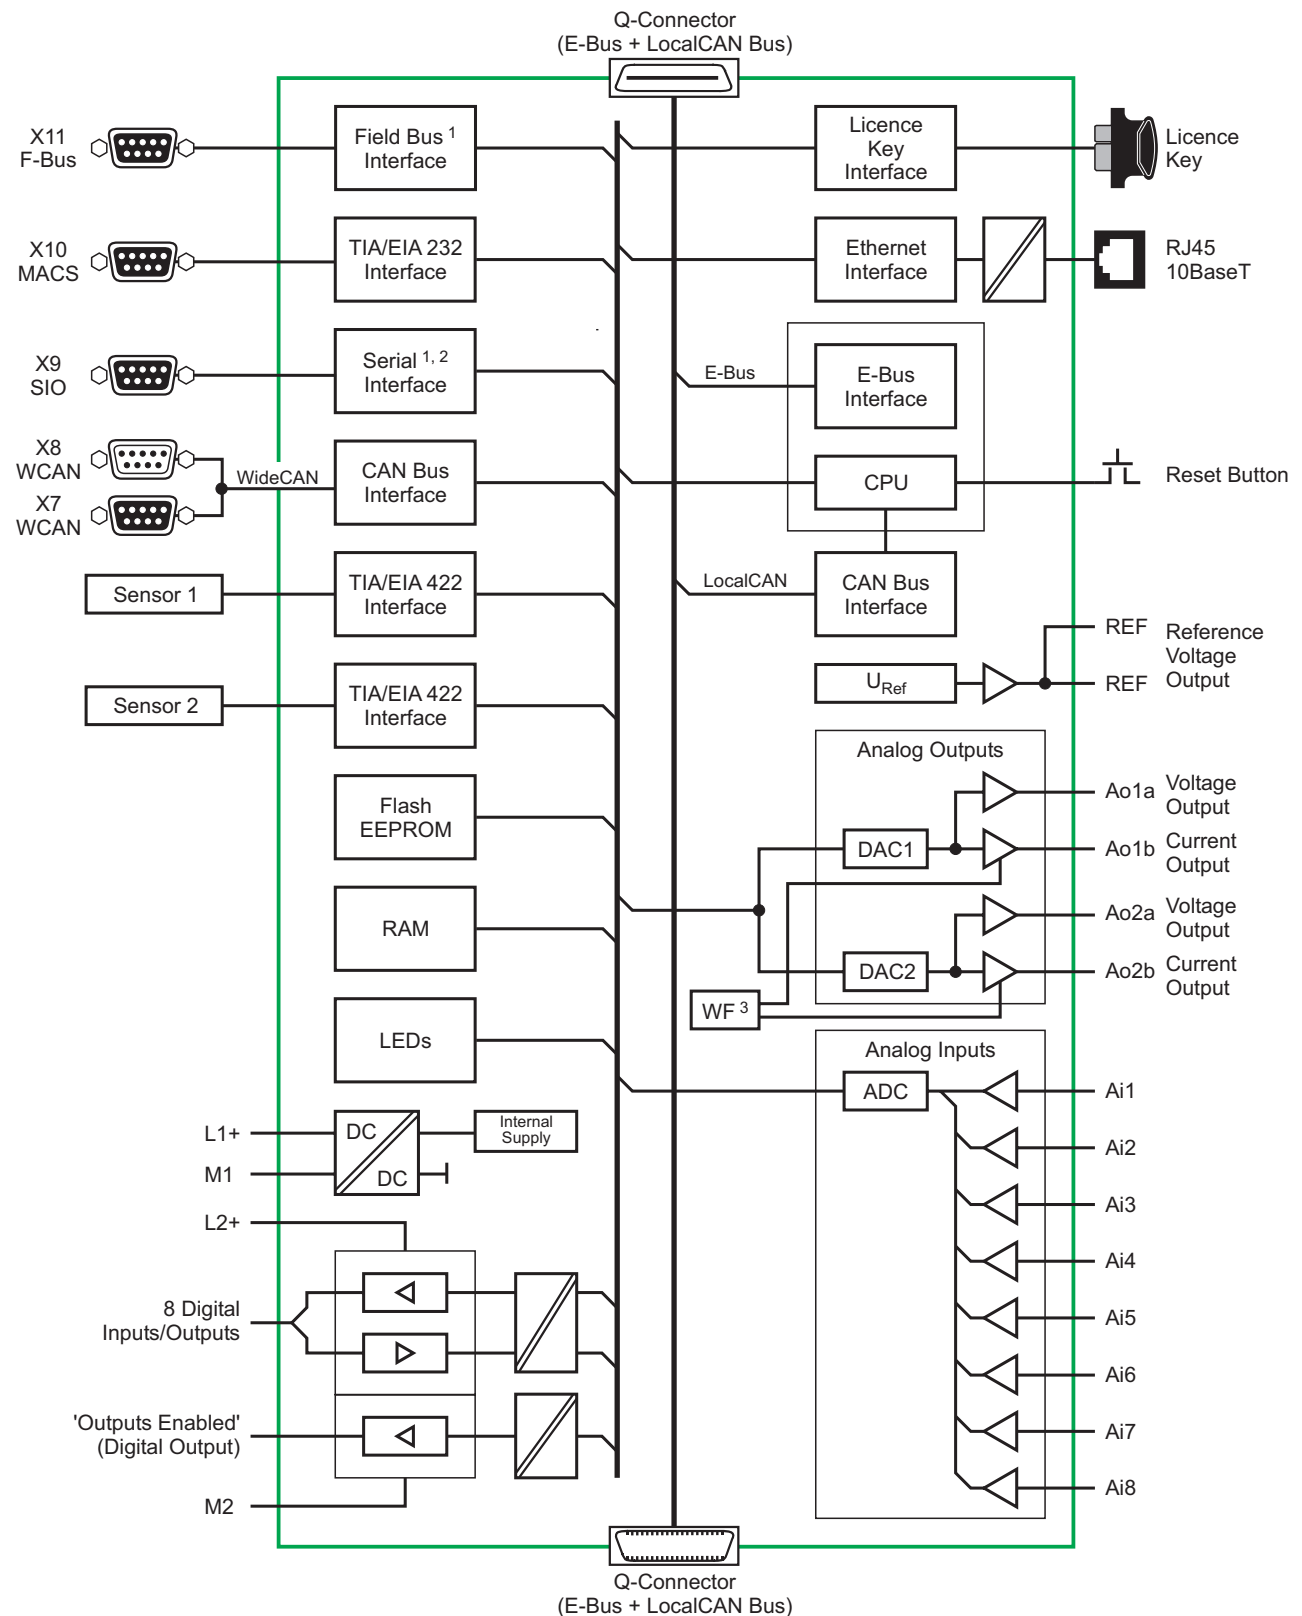 Q-Connector
(E-Bus + LocalCAN Bus)
X11
F-Bus
Field Bus 1
Interface
Licence
Key
Interface
Licence
Key
X10
MACS
TIA/EIA 232
Interface
Ethernet
Interface
RJ45
10BaseT
X9
SIO
Serial 1, 2
Interface
E-Bus
E-Bus
Interface
X8
WCAN
X7
WCAN
WideCAN
CAN Bus
Interface
CPU
Reset Button
Sensor 1
TIA/EIA 422
Interface
LocalCAN
CAN Bus
Interface
REF
REF
Reference
Voltage
Output
URef
Sensor 2
TIA/EIA 422
Interface
Analog Outputs
Flash
EEPROM
Ao1a
Voltage
Output
DAC1
Ao1b
Current
Output
RAM
Ao2a
Voltage
Output
DAC2
Ao2b
Current
Output
WF 3
LEDs
Analog Inputs
ADC
Ai1
Ai2
Ai3
Ai4
Ai5
Ai6
Ai7
Ai8
L1+
M1
DC
DC
Internal
Supply
L2+
8 Digital
Inputs/Outputs
'Outputs Enabled'
(Digital Output)
M2
Q-Connector
(E-Bus + LocalCAN Bus)